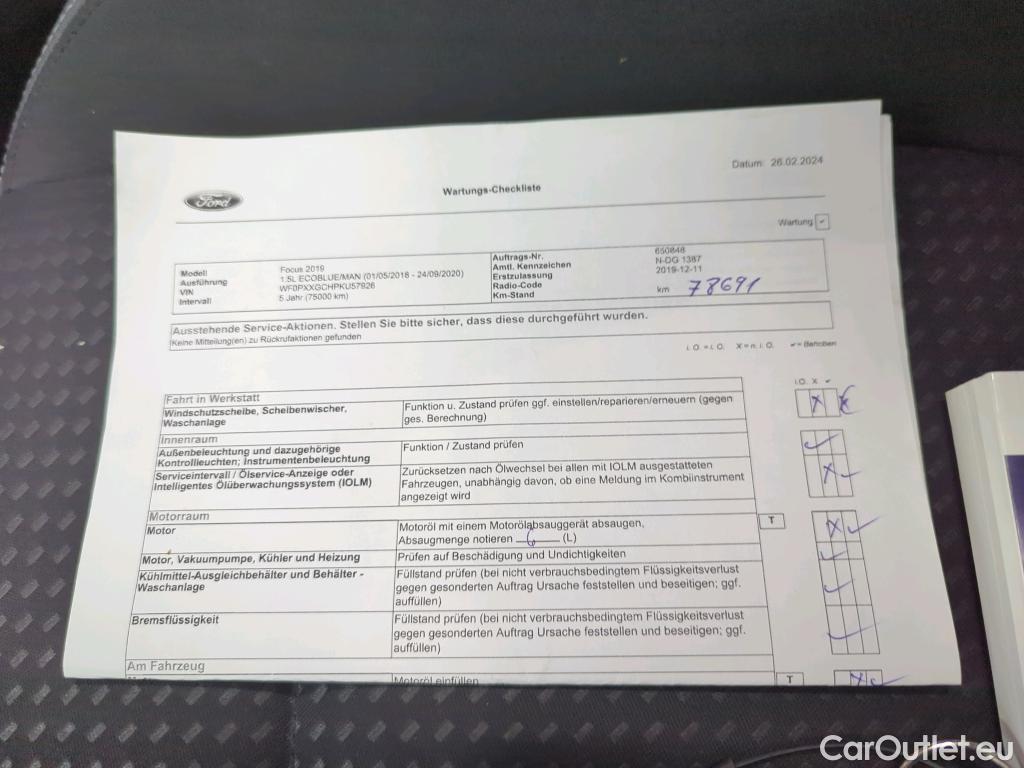 Datum: 26.02.2024
Ford
Wartungs-Checkliste
Wartung ✓
Modell Focus 2019
Ausführung 1.5L ECOBLUE/MAN (01/05/2018 - 24/09/2020)
VIN WF0PXXGCHPKU57926
Intervall 5 Jahr (75000 km)
Auftrags-Nr. 650848
Amtl. Kennzeichen N-DG 1387
Erstzulassung 2019-12-11
Radio-Code
Km-Stand km 78691
Ausstehende Service-Aktionen. Stellen Sie bitte sicher, dass diese durchgeführt wurden.
Keine Mitteilung(en) zu Rückrufaktionen gefunden
i.O. = i.O. X = n. i.O. ✓ = Behoben
i.O. X ✓
Fahrt in Werkstatt
Windschutzscheibe, Scheibenwischer,
Waschanlage
Funktion u. Zustand prüfen ggf. einstellen/reparieren/erneuern (gegen
ges. Berechnung)
Innenraum
Außenbeleuchtung und dazugehörige
Kontrollleuchten; Instrumentenbeleuchtung
Funktion / Zustand prüfen
Serviceintervall / Ölservice-Anzeige oder
Intelligentes Ölüberwachungssystem (IOLM)
Zurücksetzen nach Ölwechsel bei allen mit IOLM ausgestatteten
Fahrzeugen, unabhängig davon, ob eine Meldung im Kombiinstrument
angezeigt wird
Motorraum
Motor
Motoröl mit einem Motorölabsauggerät absaugen,
Absaugmenge notieren 6 (L)
T
Motor, Vakuumpumpe, Kühler und Heizung
Prüfen auf Beschädigung und Undichtigkeiten
Kühlmittel-Ausgleichbehälter und Behälter -
Waschanlage
Füllstand prüfen (bei nicht verbrauchsbedingtem Flüssigkeitsverlust
gegen gesonderten Auftrag Ursache feststellen und beseitigen; ggf.
auffüllen)
Bremsflüssigkeit
Füllstand prüfen (bei nicht verbrauchsbedingtem Flüssigkeitsverlust
gegen gesonderten Auftrag Ursache feststellen und beseitigen; ggf.
auffüllen)
Am Fahrzeug
Motoröl einfüllen
T
CarOutlet.eu